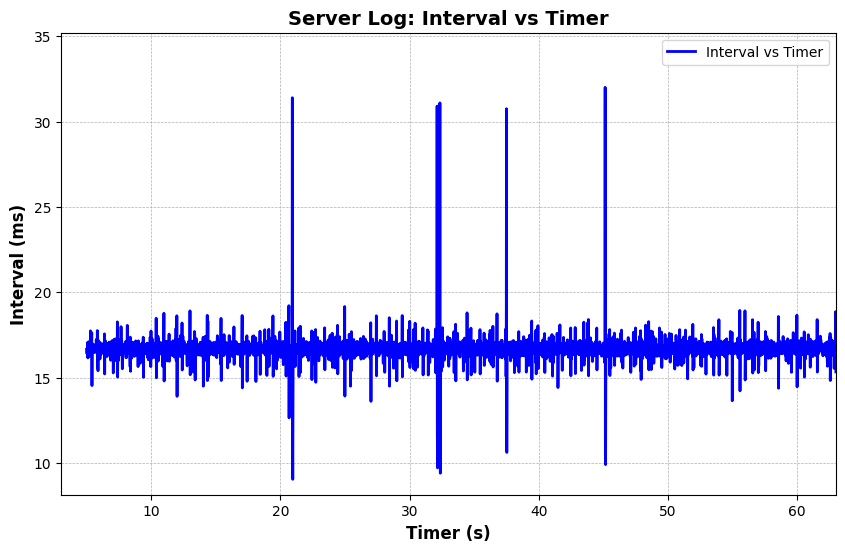 Server Log: Interval vs Timer
Interval vs Timer
35
30
25
20
15
10
Interval (ms)
10 20 30 40 50 60
Timer (s)